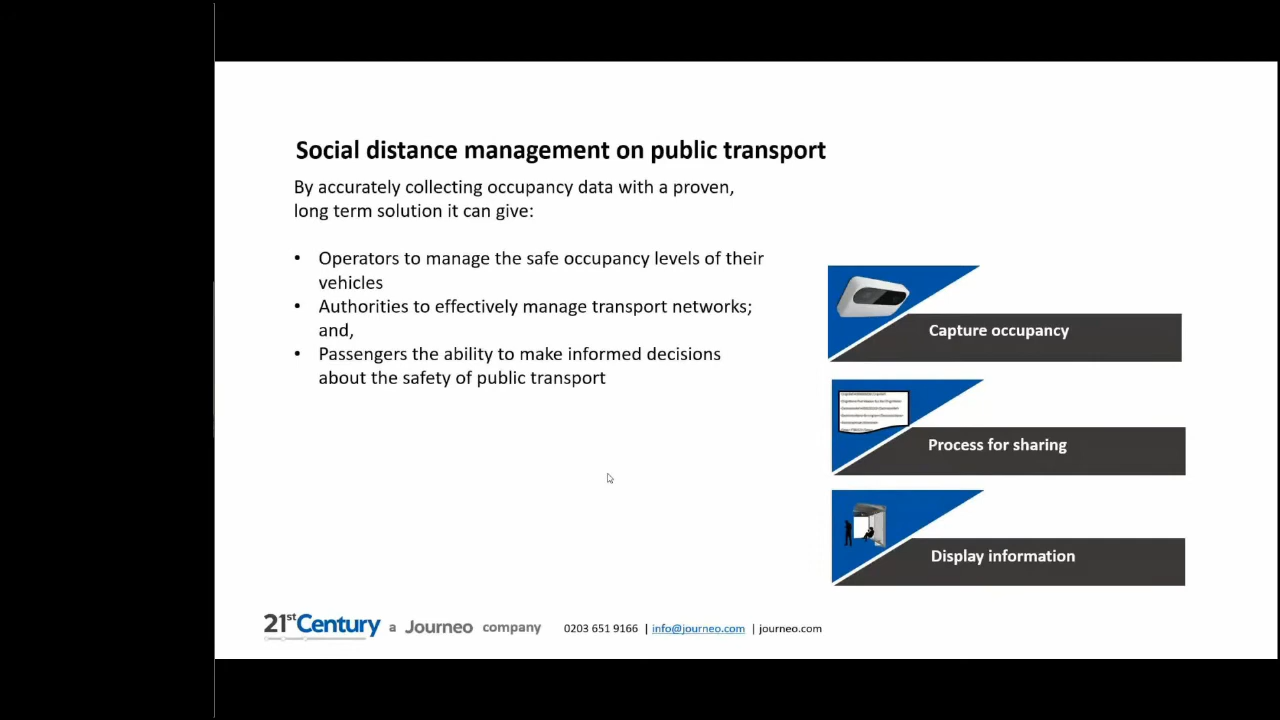 Social distance management on public transport
By accurately collecting occupancy data with a proven,
long term solution it can give:
• Operators to manage the safe occupancy levels of their
vehicles
• Authorities to effectively manage transport networks;
and,
• Passengers the ability to make informed decisions
about the safety of public transport
Capture occupancy
Process for sharing
Display information
21st Century a Journeo company 0203 651 9166 | info@journeo.com | journeo.com